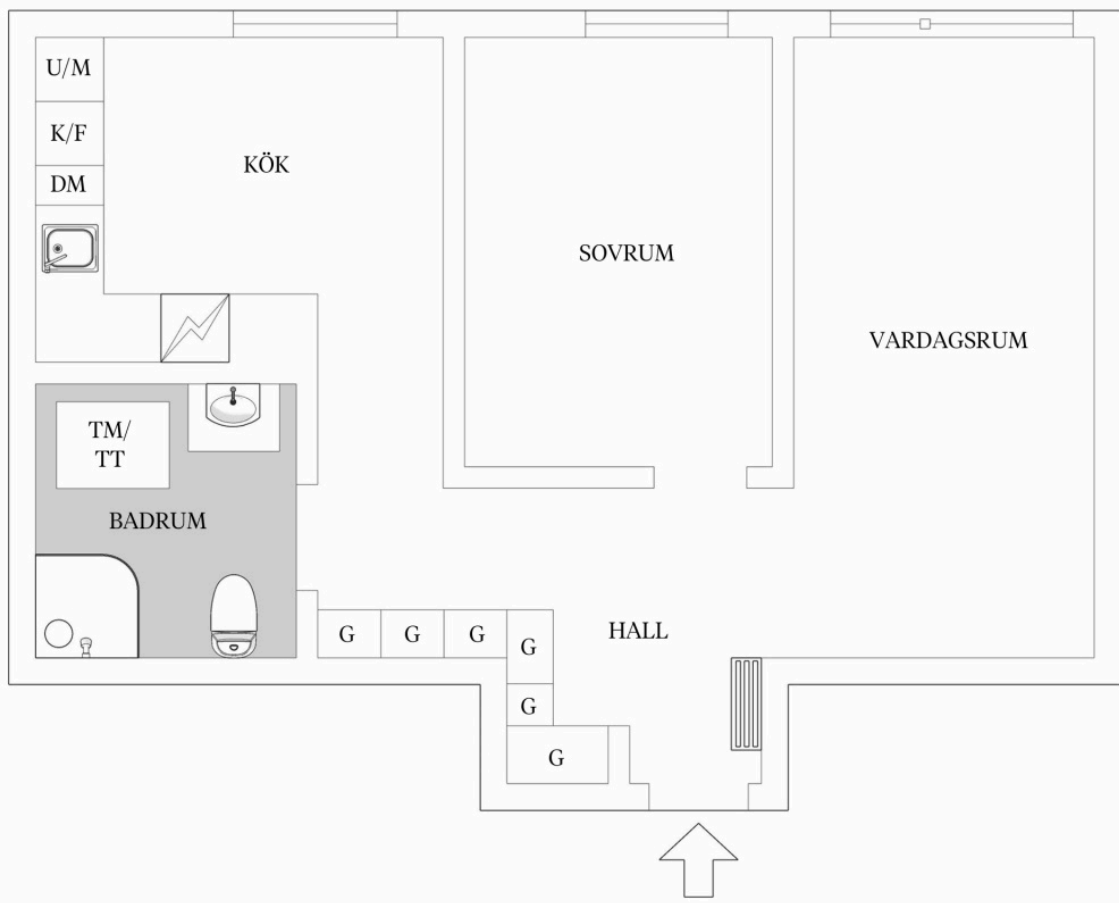 U/M
K/F
DM
KÖK
SOVRUM
VARDAGSRUM
TM/
TT
BADRUM
G
G
G
G
HALL
G
G